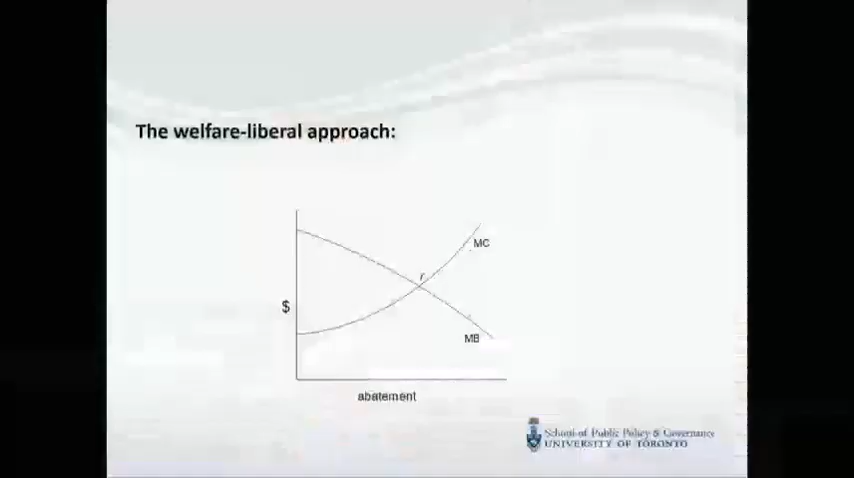 The welfare-liberal approach:
MC
r
$
MB
abatement
School of Public Policy & Governance
UNIVERSITY OF TORONTO